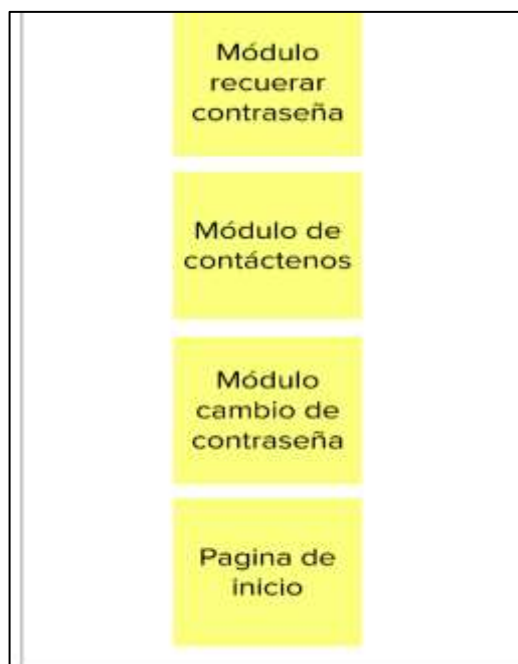 Módulo
recuerar
contraseña
Módulo de
contáctenos
Módulo
cambio de
contraseña
Pagina de
inicio